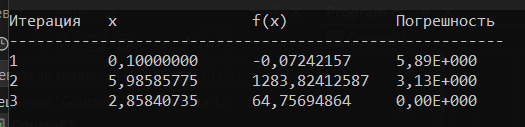 Итерация x f(x) Погрешность
------------------------------------------------------------
1 0,10000000 -0,07242157 5,89E+000
2 5,98585775 1283,82412587 3,13E+000
3 2,85840735 64,75694864 0,00E+000